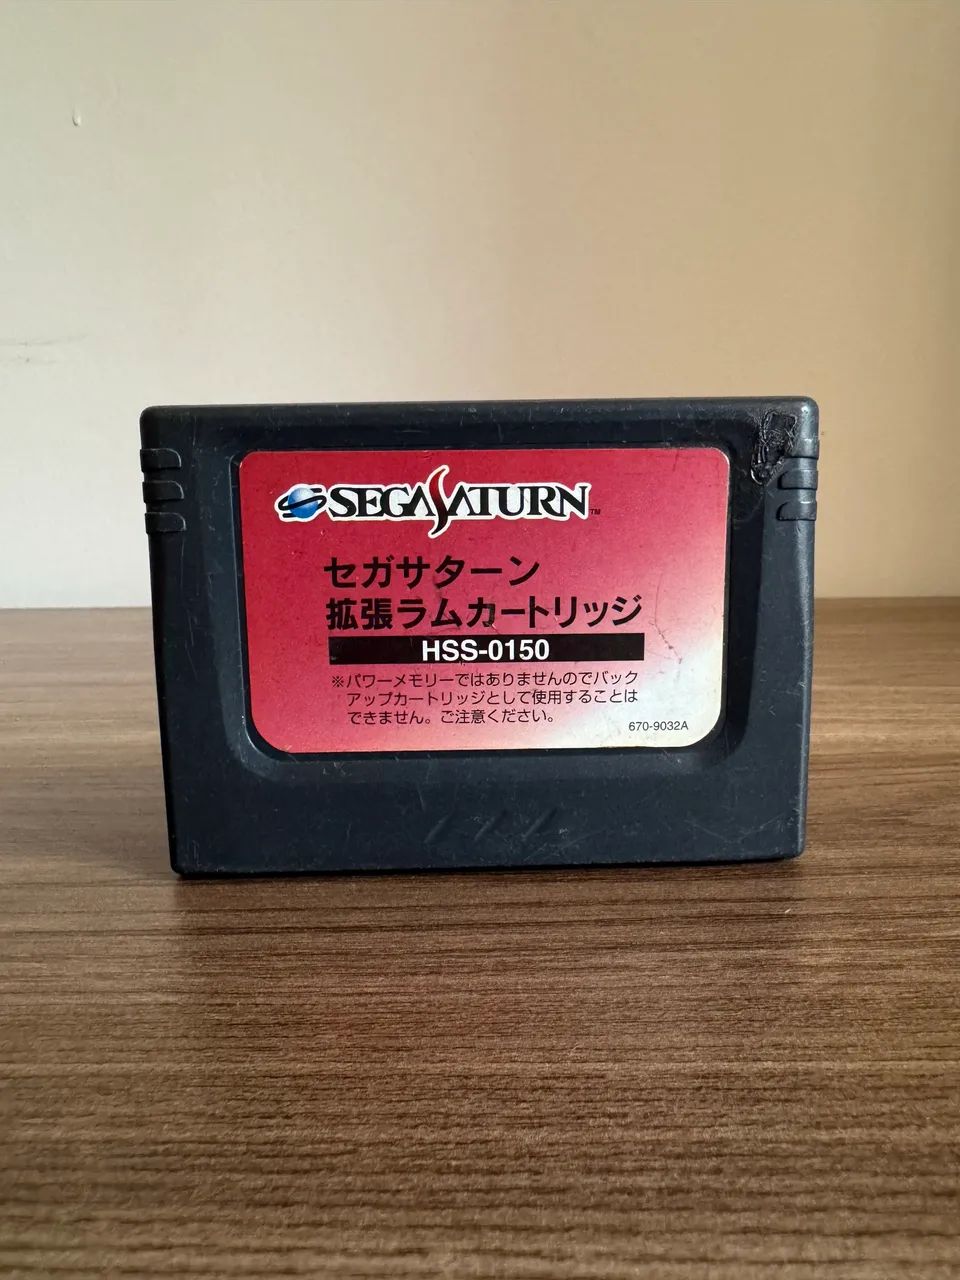 SEGA SATURN™
セガサターン
拡張ラムカートリッジ
HSS-0150
※パワーメモリーではありませんのでバック
アップカートリッジとして使用することは
できません。ご注意ください。
670-9032A